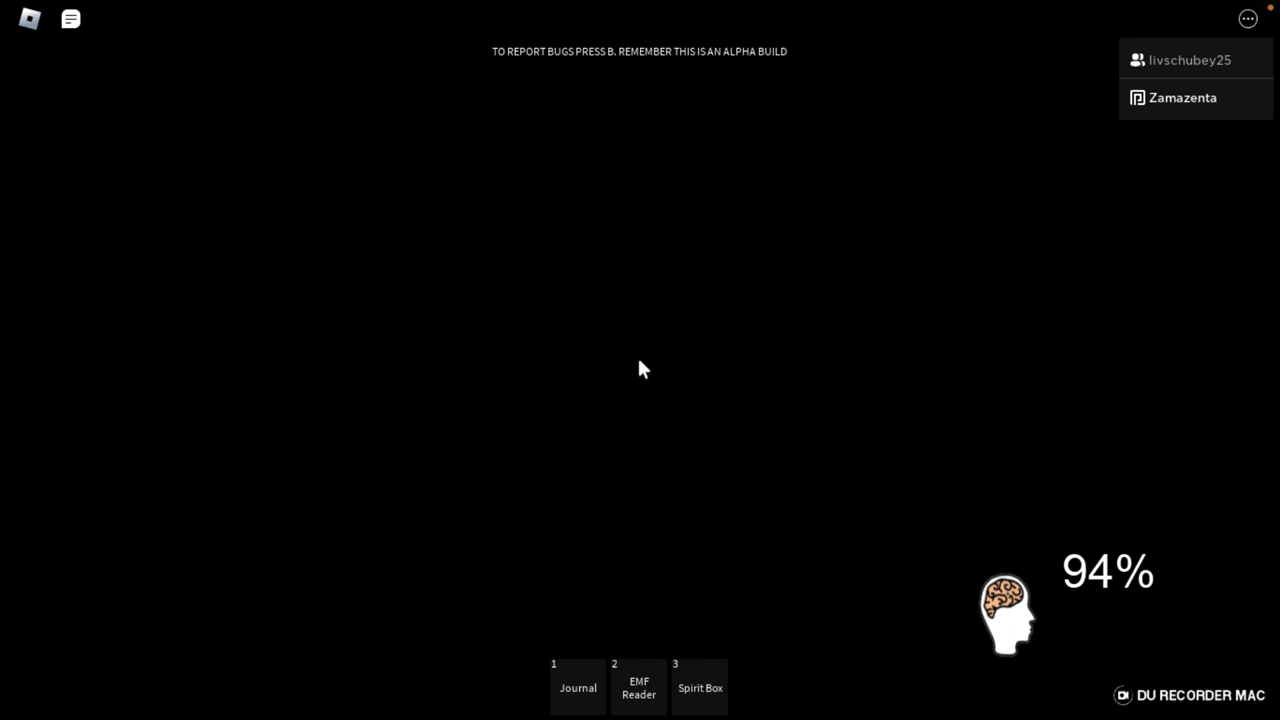 TO REPORT BUGS PRESS B. REMEMBER THIS IS AN ALPHA BUILD
livschubey25
Zamazenta
94%
1
Journal
2
EMF
Reader
3
Spirit Box
DU RECORDER MAC